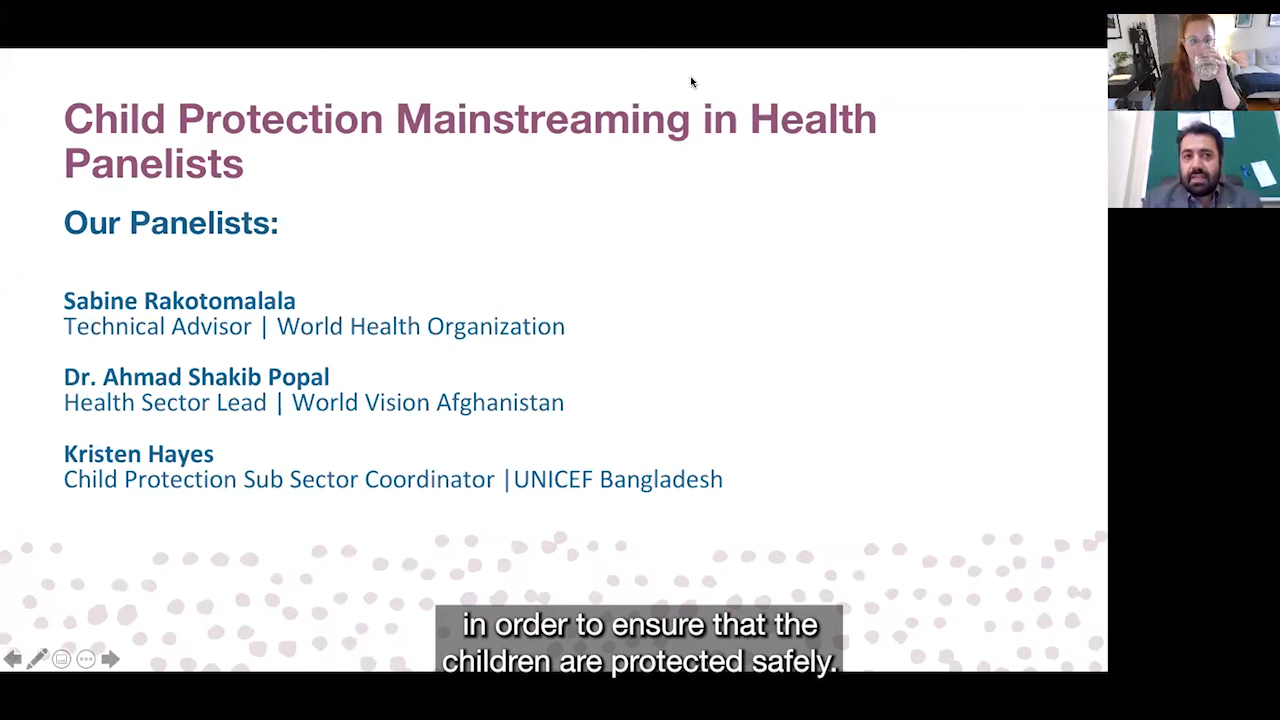 Child Protection Mainstreaming in Health
Panelists
Our Panelists:
Sabine Rakotomalala
Technical Advisor | World Health Organization
Dr. Ahmad Shakib Popal
Health Sector Lead | World Vision Afghanistan
Kristen Hayes
Child Protection Sub Sector Coordinator |UNICEF Bangladesh
in order to ensure that the
children are protected safely.